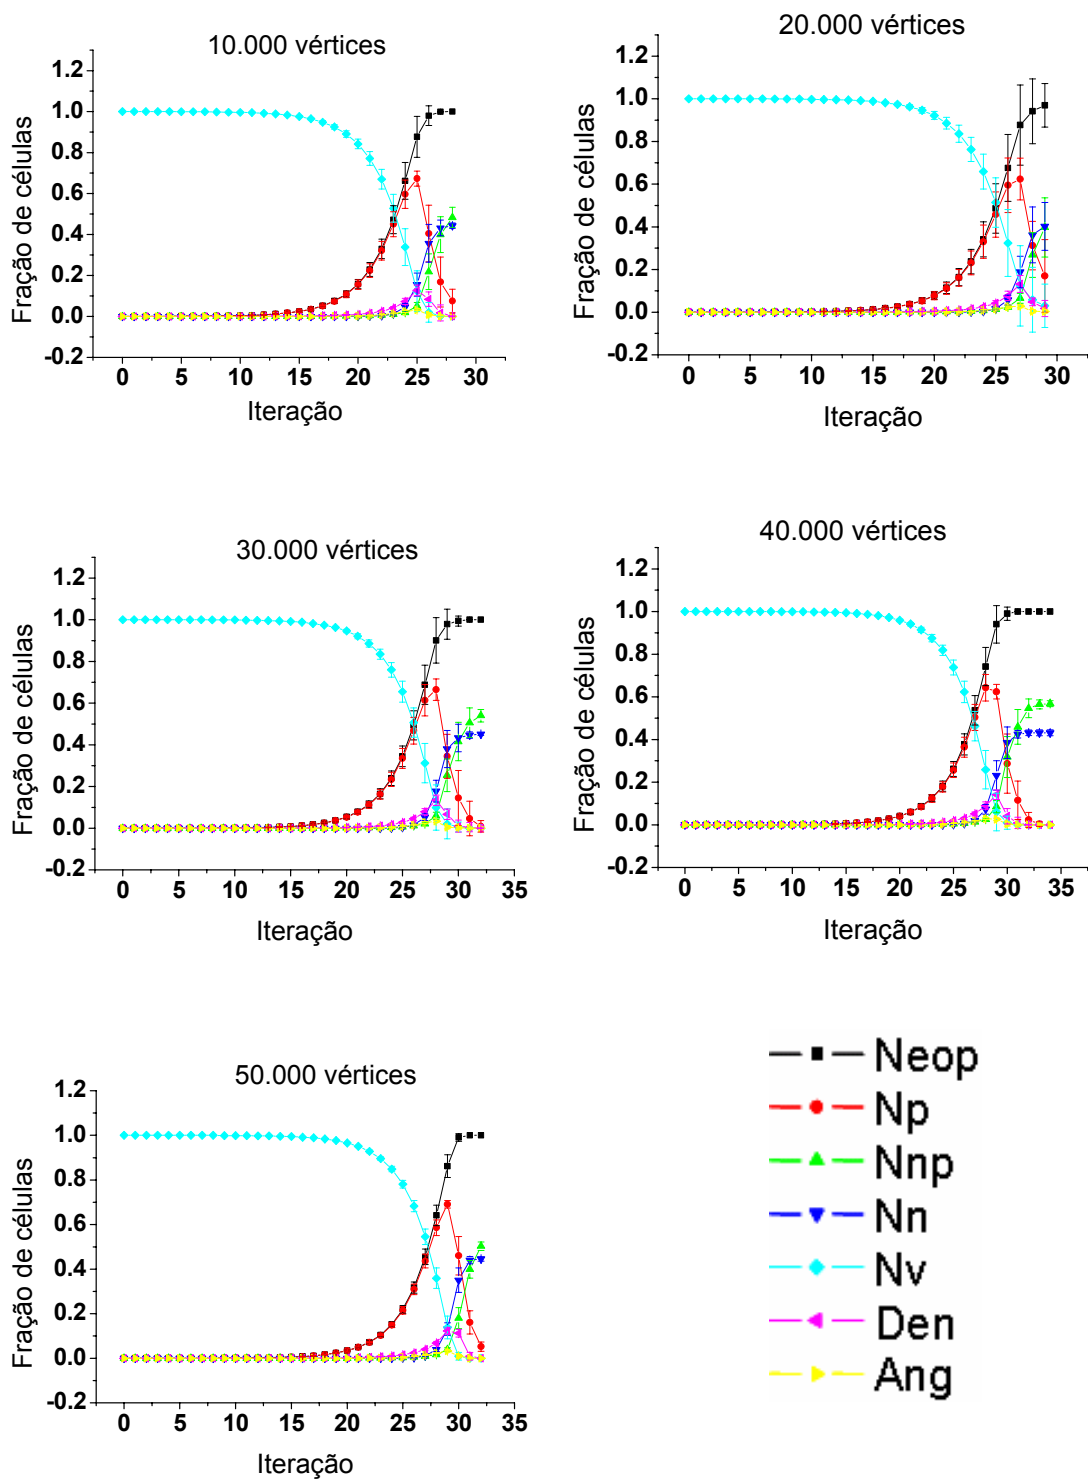 10.000 vértices
20.000 vértices
1.2
1.0
0.8
0.6
0.4
0.2
0.0
-0.2
Fração de células
0 5 10 15 20 25 30
Iteração
1.2
1.0
0.8
0.6
0.4
0.2
0.0
-0.2
Fração de células
0 5 10 15 20 25 30
Iteração
30.000 vértices
40.000 vértices
1.2
1.0
0.8
0.6
0.4
0.2
0.0
-0.2
Fração de células
0 5 10 15 20 25 30 35
Iteração
1.2
1.0
0.8
0.6
0.4
0.2
0.0
-0.2
Fração de células
0 5 10 15 20 25 30 35
Iteração
50.000 vértices
1.2
1.0
0.8
0.6
0.4
0.2
0.0
-0.2
Fração de células
0 5 10 15 20 25 30 35
Iteração
Neop
Np
Nnp
Nn
Nv
Den
Ang